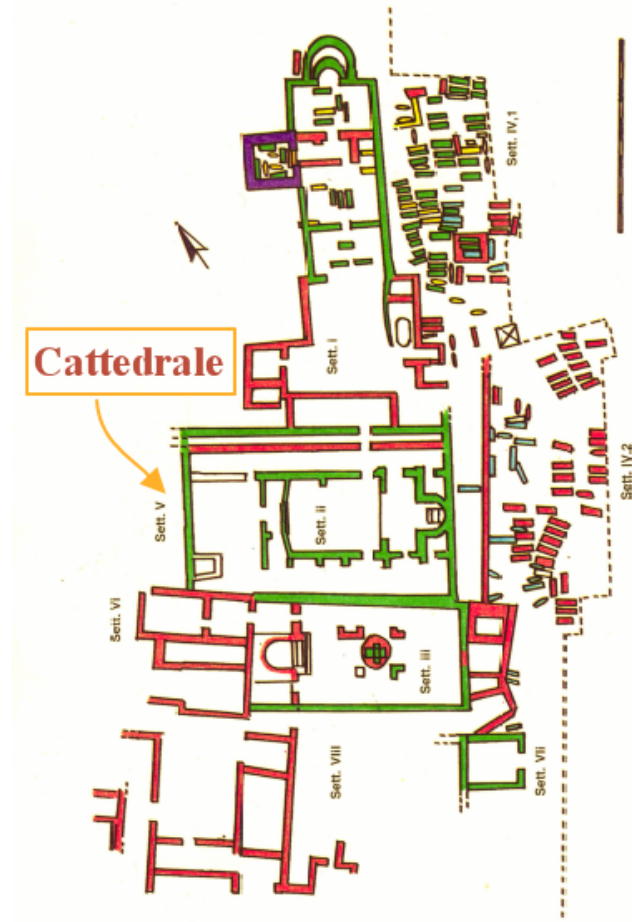 Sett. IV,1
Cattedrale
Sett. I
Sett. IV,2
Sett. V
Sett. ii
Sett. VI
Sett. iii
Sett. VIII
Sett. VIi